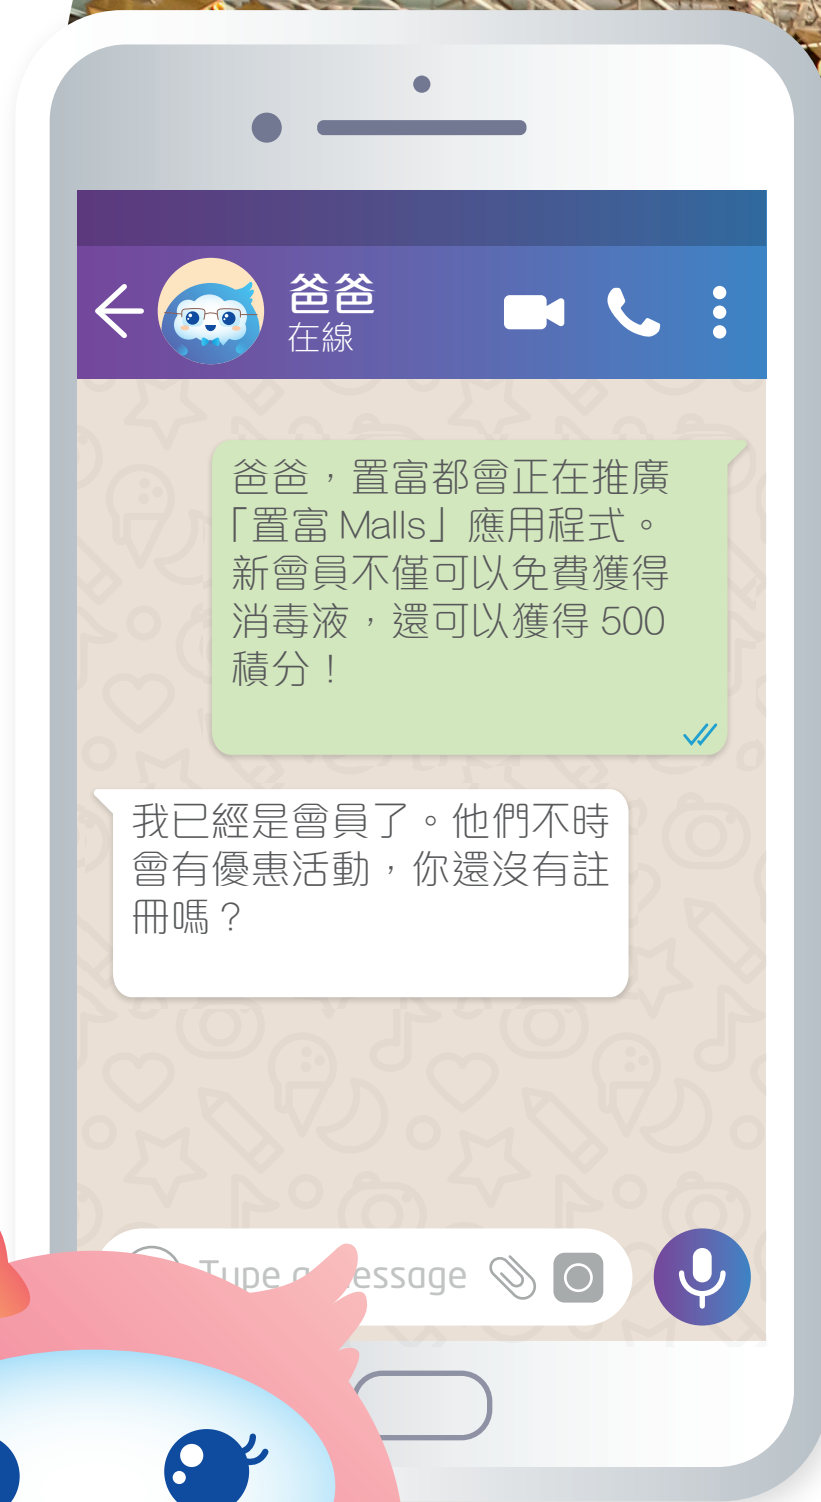 爸爸
在線
爸爸，置富都會正在推廣
「置富 Malls」應用程式。
新會員不僅可以免費獲得
消毒液，還可以獲得 500
積分！
我已經是會員了。他們不時
會有優惠活動，你還沒有註
冊嗎？
Type a essage